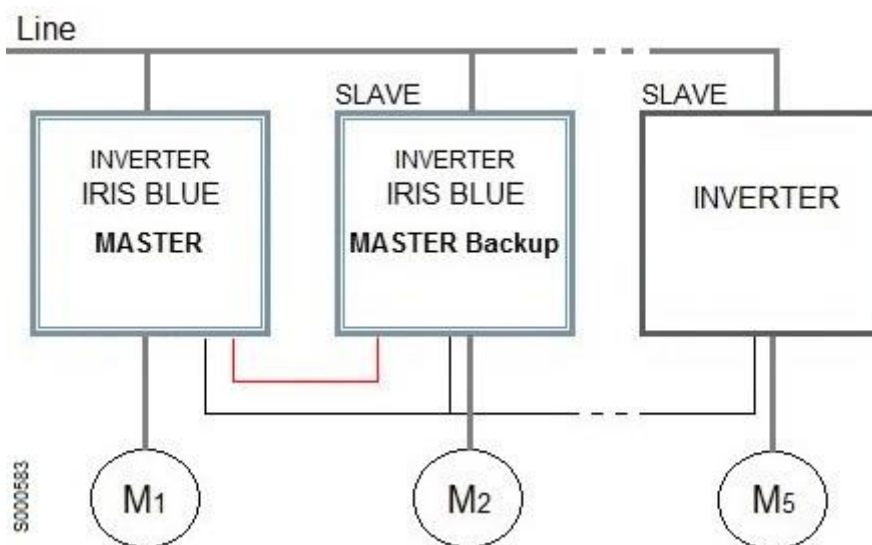 Line
SLAVE
SLAVE
INVERTER
IRIS BLUE
MASTER
INVERTER
IRIS BLUE
MASTER Backup
INVERTER
M1
M2
M5
S000583